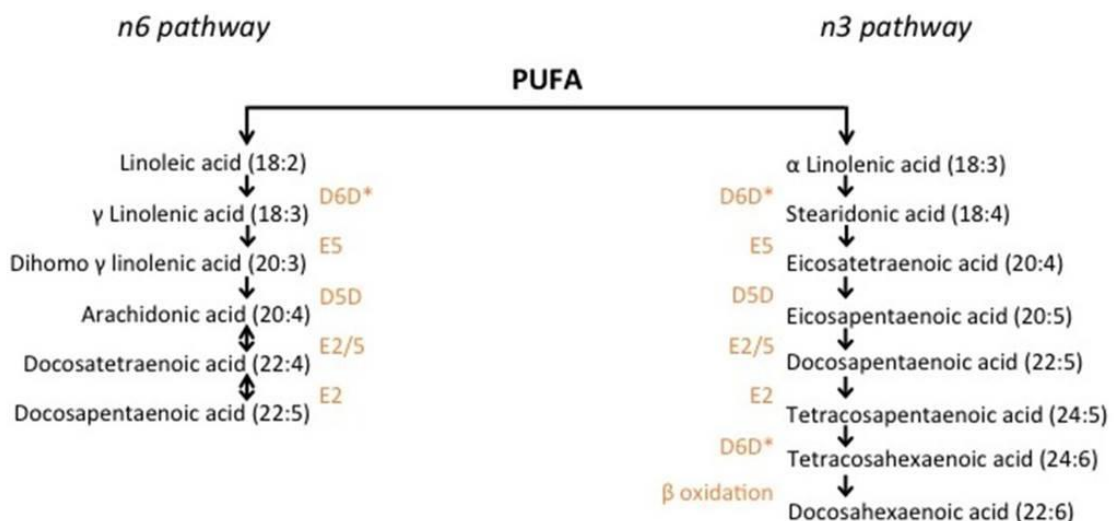 n6 pathway
n3 pathway
PUFA
Linoleic acid (18:2)
D6D*
γ Linolenic acid (18:3)
E5
Dihomo γ linolenic acid (20:3)
D5D
Arachidonic acid (20:4)
E2/5
Docosatetraenoic acid (22:4)
E2
Docosapentaenoic acid (22:5)
α Linolenic acid (18:3)
D6D*
Stearidonic acid (18:4)
E5
Eicosatetraenoic acid (20:4)
D5D
Eicosapentaenoic acid (20:5)
E2/5
Docosapentaenoic acid (22:5)
E2
Tetracosapentaenoic acid (24:5)
D6D*
Tetracosahexaenoic acid (24:6)
β oxidation
Docosahexaenoic acid (22:6)